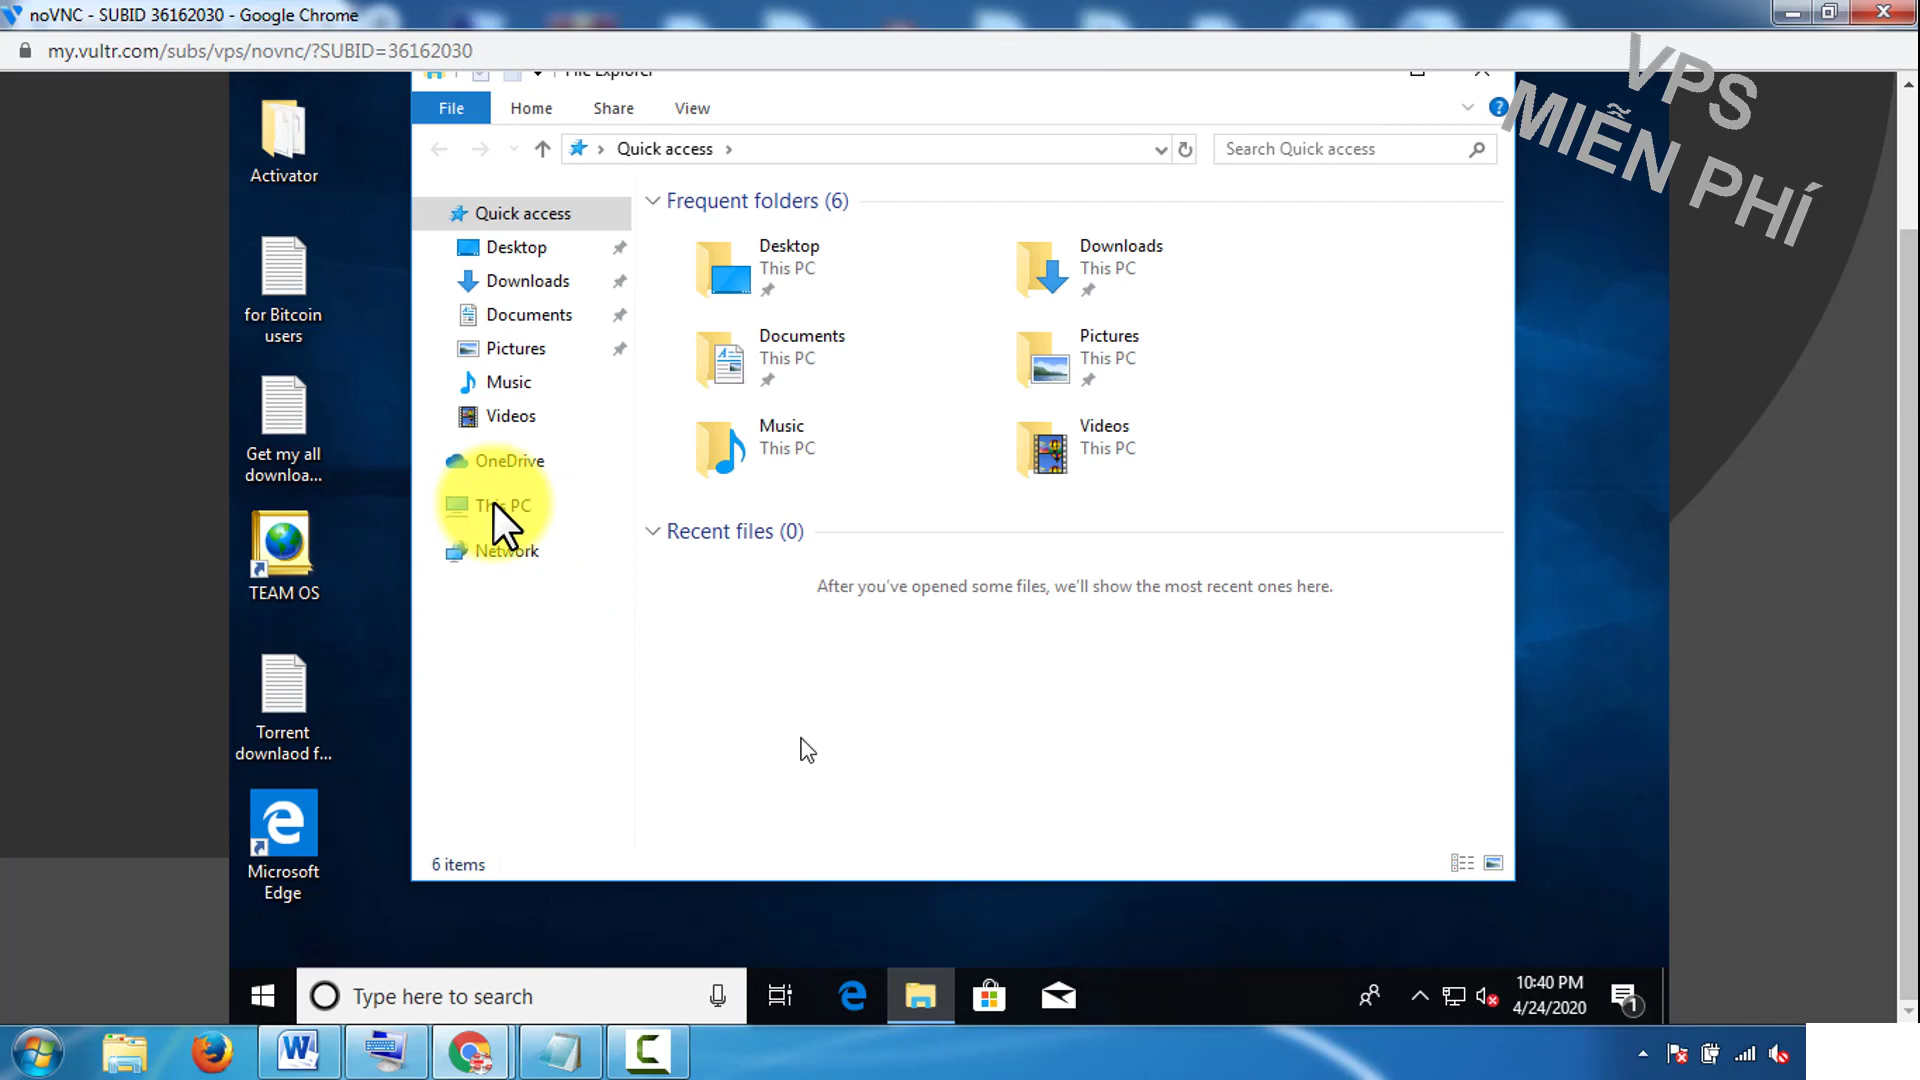 noVNC - SUBID 36162030 - Google Chrome
my.vultr.com/subs/vps/novnc/?SUBID=36162030
VPS
MIỄN PHÍ
File Explorer
File Home Share View
Quick access
Search Quick access
Activator
for Bitcoin
users
Get my all
downloa...
TEAM OS
Torrent
downlaod f...
Microsoft
Edge
Quick access
Desktop
Downloads
Documents
Pictures
Music
Videos
OneDrive
This PC
Network
Frequent folders (6)
Desktop
This PC
Downloads
This PC
Documents
This PC
Pictures
This PC
Music
This PC
Videos
This PC
Recent files (0)
After you've opened some files, we'll show the most recent ones here.
6 items
Type here to search
10:40 PM
4/24/2020
1